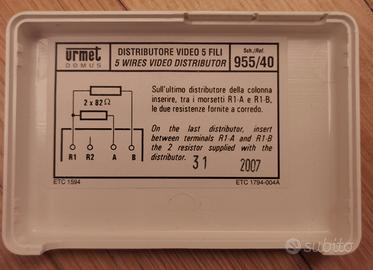 urmet
DOMUS
DISTRIBUTORE VIDEO 5 FILI
5 WIRES VIDEO DISTRIBUTOR
Sch./Ref.
955/40
2 x 82Ω
R1 R2 A B
Sull'ultimo distributore della colonna
inserire, tra i morsetti R1-A e R1-B,
le due resistenze fornite a corredo.
On the last distributor, insert
between terminals R1-A and R1-B
the 2 resistor supplied with the
distributor.
31 2007
ETC 1594
ETC 1794-004A
subito